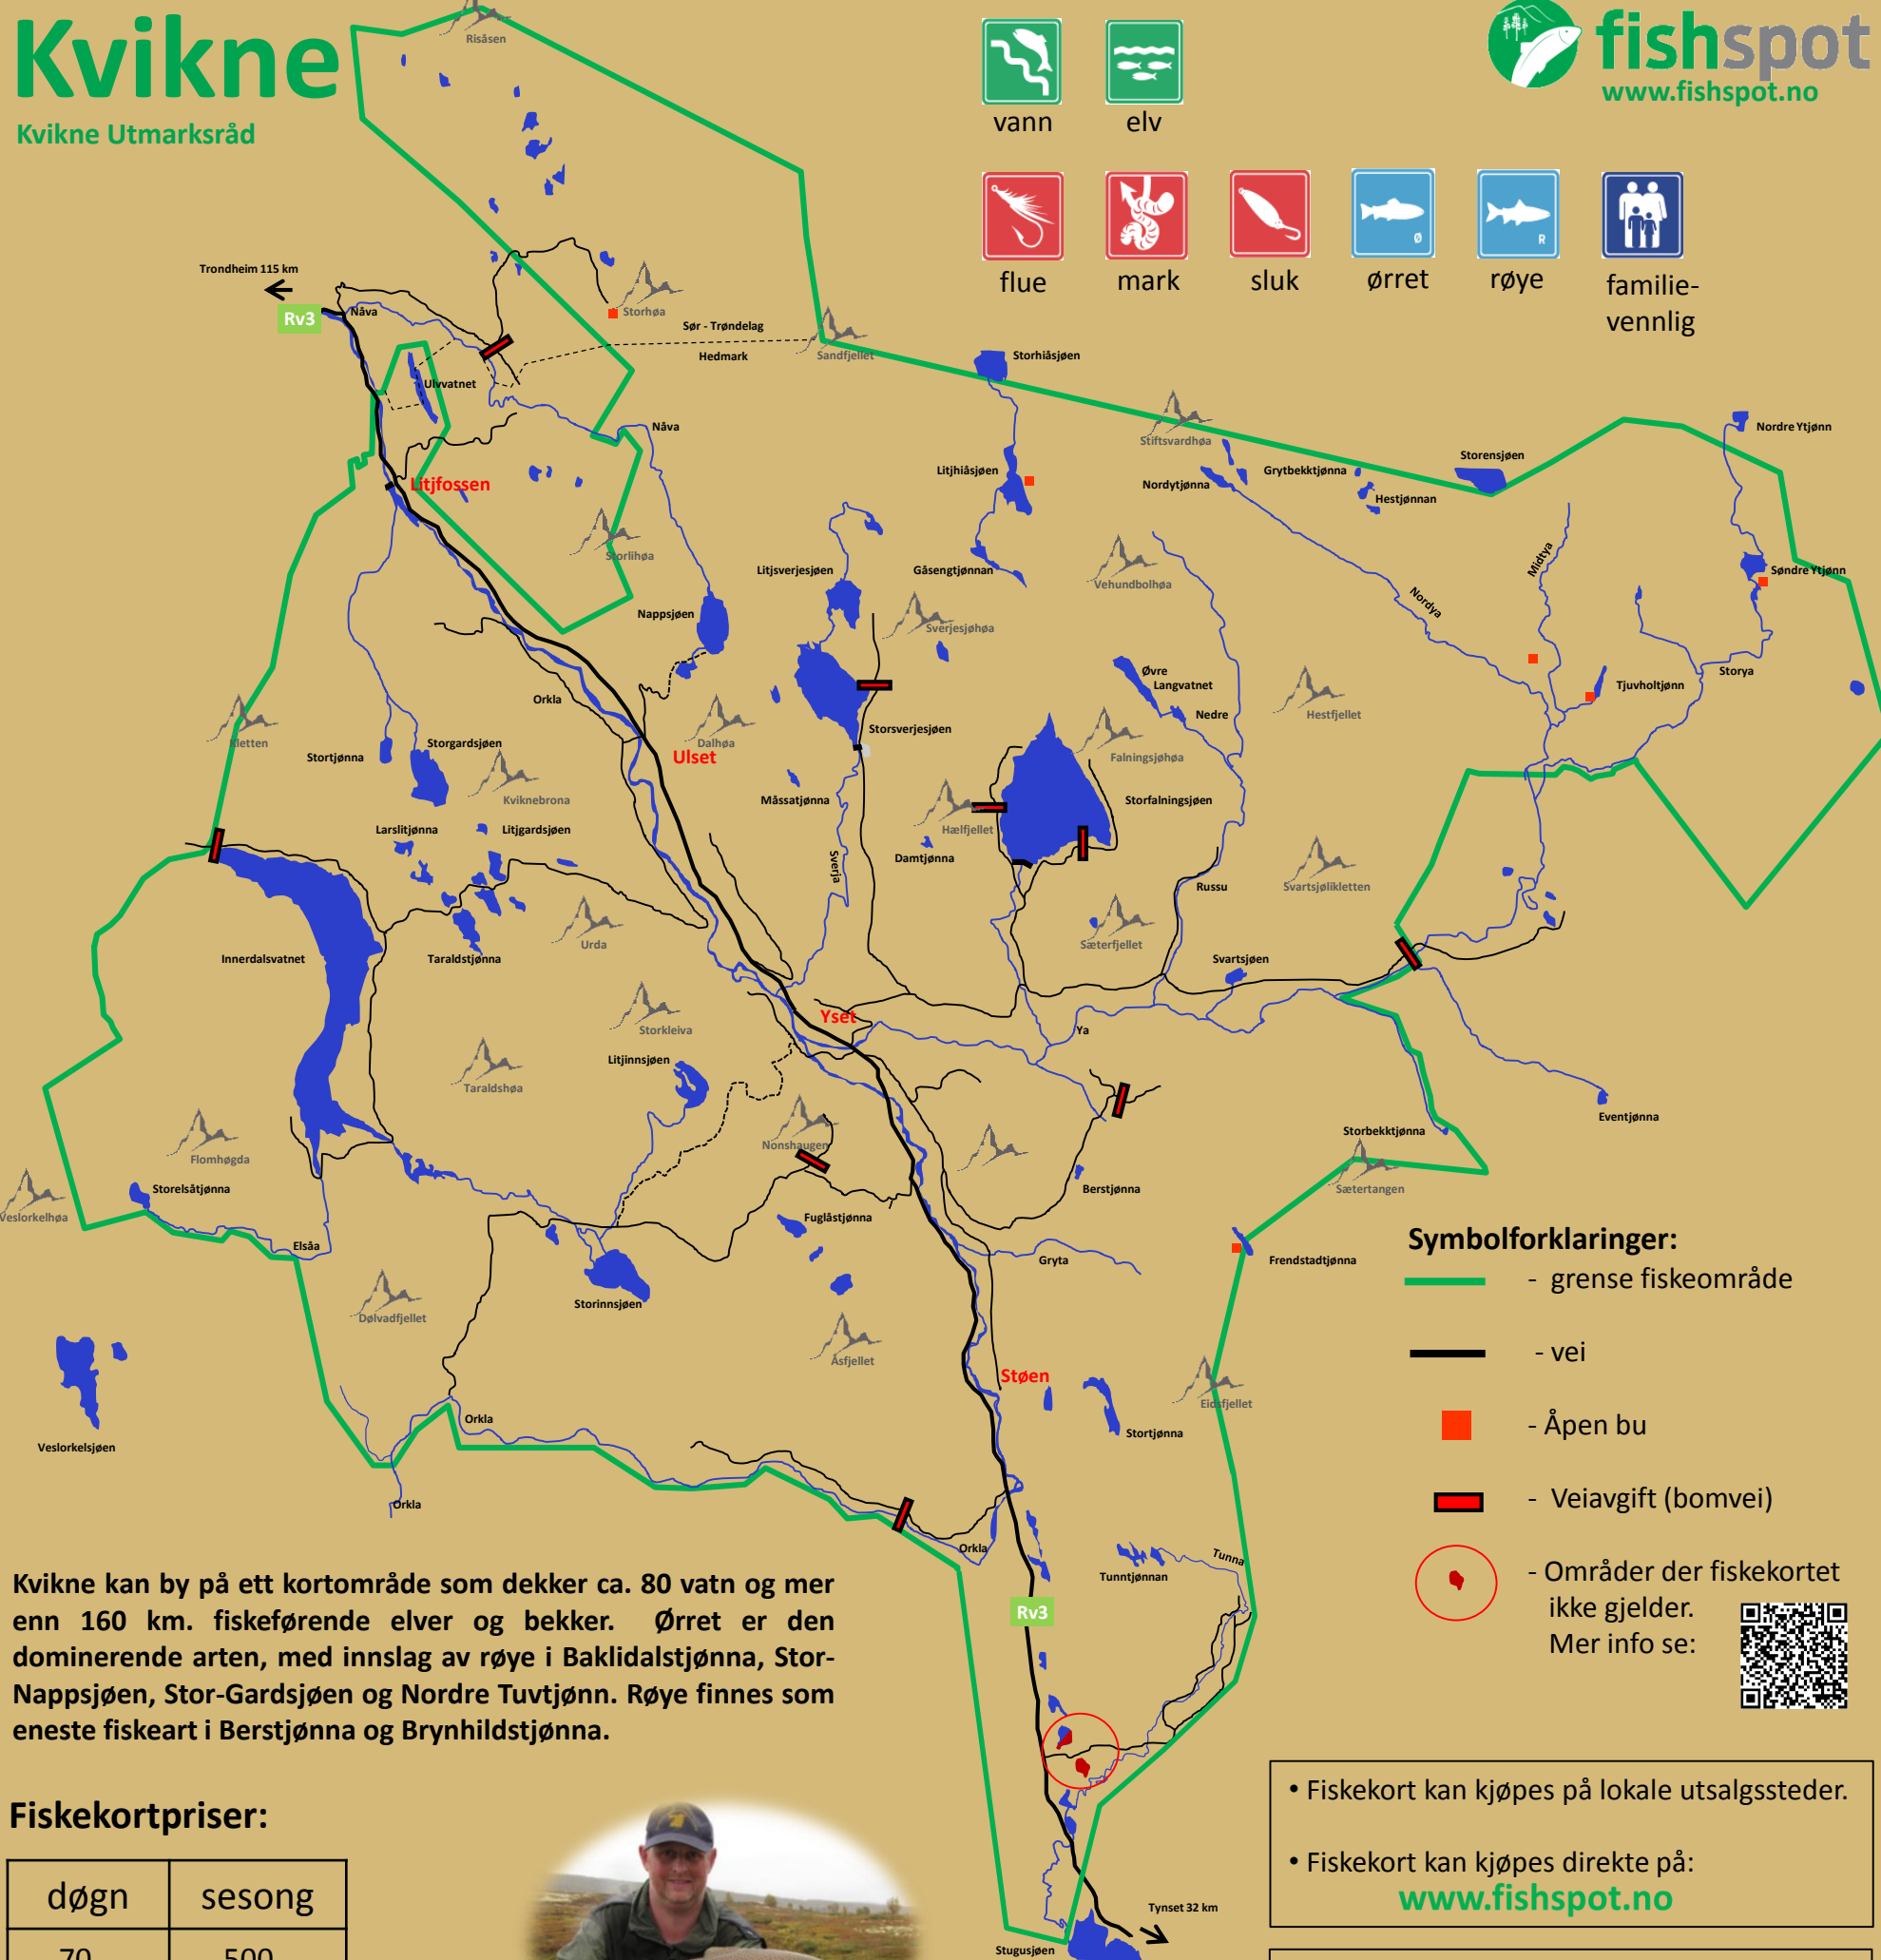 Kvikne
Kvikne Utmarksråd
vann
elv
fishspot
www.fishspot.no
flue
mark
sluk
ørret
Ø
røye
R
familie-
vennlig
Risåsen
Trondheim 115 km
Rv3
Nåva
Storhøa
Sør - Trøndelag
Hedmark
Sandfjellet
Ulvvatnet
Storhiåsjøen
Stiftsvardhøa
Nordre Ytjønn
Nåva
Litjfossen
Litjhiåsjøen
Nordytjønna
Grytbekktjønna
Storensjøen
Hestjønnan
Storlihøa
Litjsverjesjøen
Gåsengtjønnan
Vehundbolhøa
Midtya
Søndre Ytjønn
Nappsjøen
Sverjesjøhøa
Nordya
Orkla
Øvre
Langvatnet
Nedre
Tjuvholtjønn
Storya
Kletten
Storgardsjøen
Stortjønna
Dalhøa
Storsverjesjøen
Hestfjellet
Ulset
Falningsjøhøa
Kviknebrona
Måssatjønna
Storfalningsjøen
Larslitjønna
Litjgardsjøen
Hælfjellet
Damtjønna
Sverja
Russu
Svartsjølikletten
Innerdalsvatnet
Taraldstjønna
Urda
Sæterfjellet
Svartsjøen
Storkleiva
Yset
Ya
Taraldshøa
Litjinnsjøen
Eventjønna
Flomhøgda
Nonshaugen
Storbekktjønna
Storelsåtjønna
Berstjønna
Sætertangen
Veslorkelhøa
Fuglåstjønna
Elsåa
Gryta
Frendstadtjønna
Storinnsjøen
Dølvadfjellet
Åsfjellet
Støen
Eidsfjellet
Orkla
Stortjønna
Veslorkelsjøen
Orkla
Orkla
Tunntjønnan
Tunna
Rv3
Symbolforklaringer:
- grense fiskeområde
- vei
- Åpen bu
- Veiavgift (bomvei)
- Områder der fiskekortet
ikke gjelder.
Mer info se:
Kvikne kan by på ett kortområde som dekker ca. 80 vatn og mer
enn 160 km. fiskeførende elver og bekker. Ørret er den
dominerende arten, med innslag av røye i Baklidalstjønna, Stor-
Nappsjøen, Stor-Gardsjøen og Nordre Tuvtjønn. Røye finnes som
eneste fiskeart i Berstjønna og Brynhildstjønna.
Fiskekortpriser:
døgn sesong
70 500
• Fiskekort kan kjøpes på lokale utsalgssteder.
• Fiskekort kan kjøpes direkte på:
www.fishspot.no
Tynset 32 km
Stugusjøen